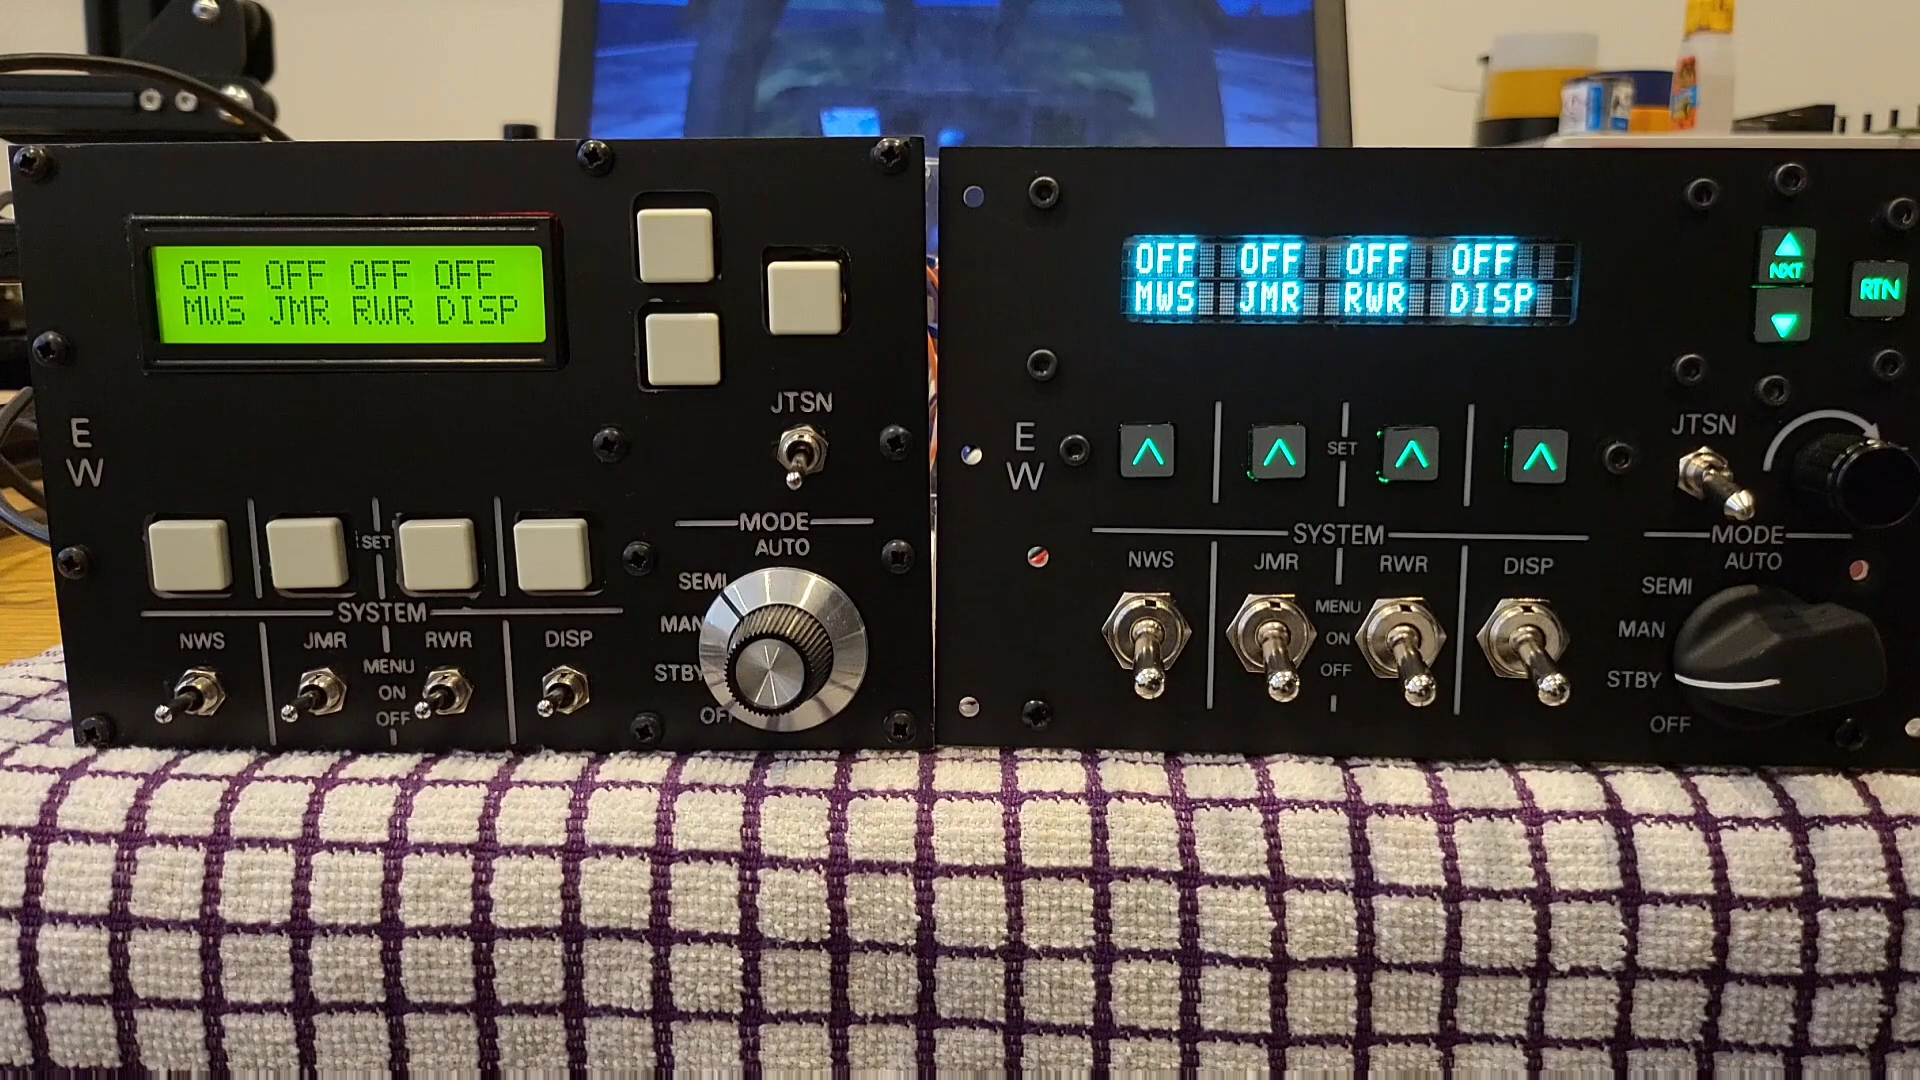 OFF OFF OFF OFF
MWS JMR RWR DISP
JTSN
E
W
SET
MODE
AUTO
SEMI
MAN
STBY
OFF
SYSTEM
NWS JMR RWR DISP
MENU
ON
OFF
OFF OFF OFF OFF
MWS JMR RWR DISP
NXT
RTN
JTSN
E
W
SET
SYSTEM
NWS JMR RWR DISP
MENU
ON
OFF
MODE
AUTO
SEMI
MAN
STBY
OFF